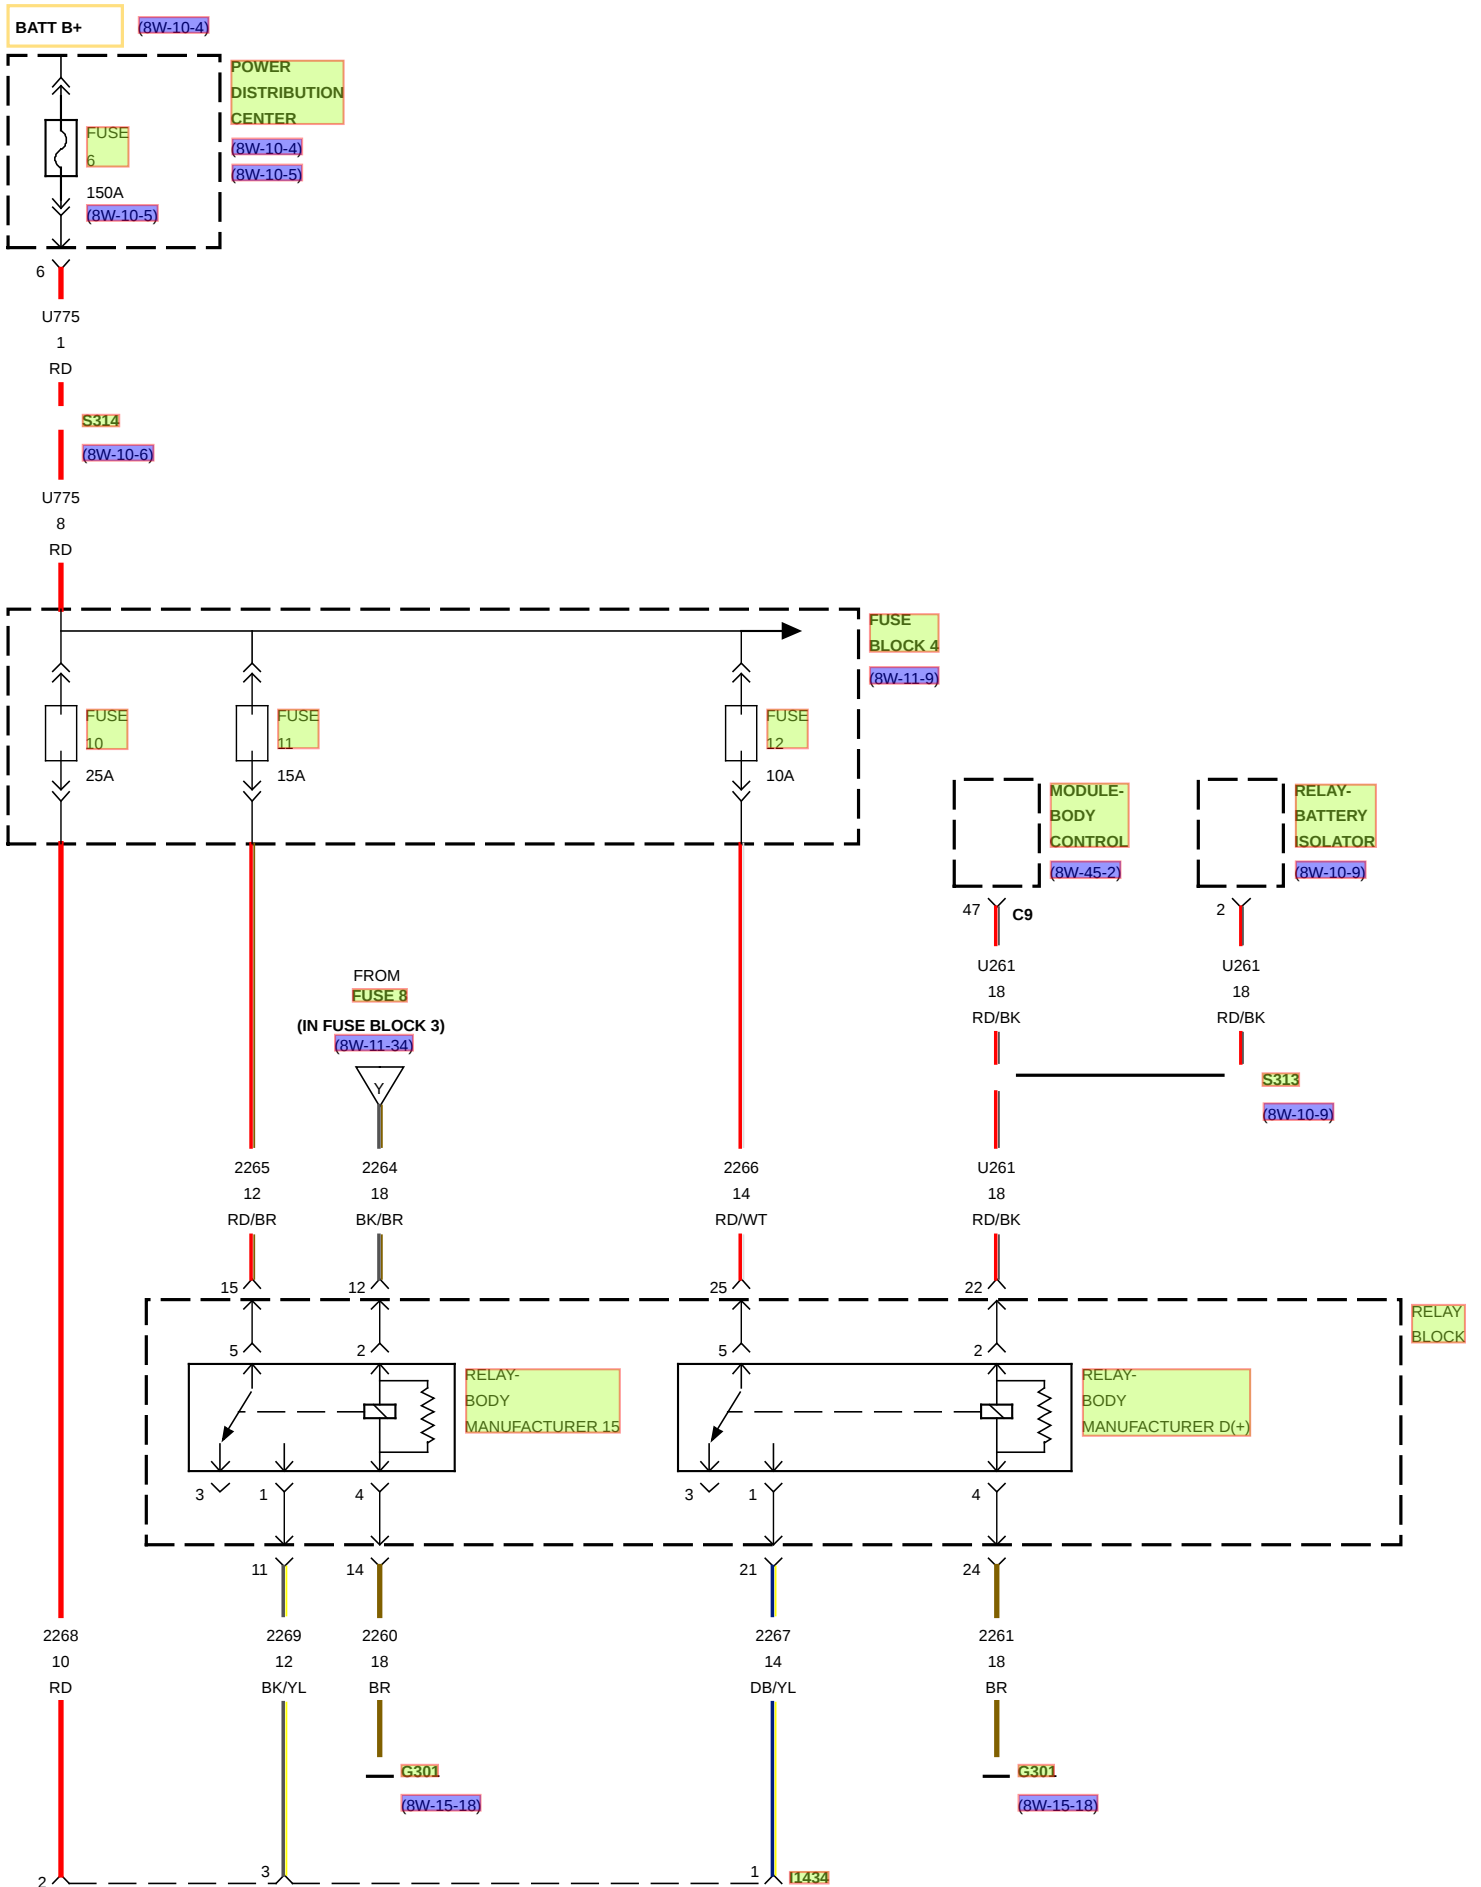 BATT B+
(8W-10-4)
POWER
DISTRIBUTION
CENTER
(8W-10-4)
(8W-10-5)
FUSE
6
150A
(8W-10-5)
6
U775
1
RD
S314
(8W-10-6)
U775
8
RD
FUSE
BLOCK 4
(8W-11-9)
FUSE
10
25A
FUSE
11
15A
FUSE
12
10A
MODULE-
BODY
CONTROL
(8W-45-2)
RELAY-
BATTERY
ISOLATOR
(8W-10-9)
47
C9
2
U261
18
RD/BK
U261
18
RD/BK
FROM
FUSE 8
(IN FUSE BLOCK 3)
(8W-11-34)
Y
S313
(8W-10-9)
2265
12
RD/BR
2264
18
BK/BR
2266
14
RD/WT
U261
18
RD/BK
15
12
25
22
RELAY
BLOCK
5
2
5
2
RELAY-
BODY
MANUFACTURER 15
RELAY-
BODY
MANUFACTURER D(+)
3
1
4
3
1
4
11
14
21
24
2268
10
RD
2269
12
BK/YL
2260
18
BR
2267
14
DB/YL
2261
18
BR
G301
(8W-15-18)
G301
(8W-15-18)
2
3
1
I1434